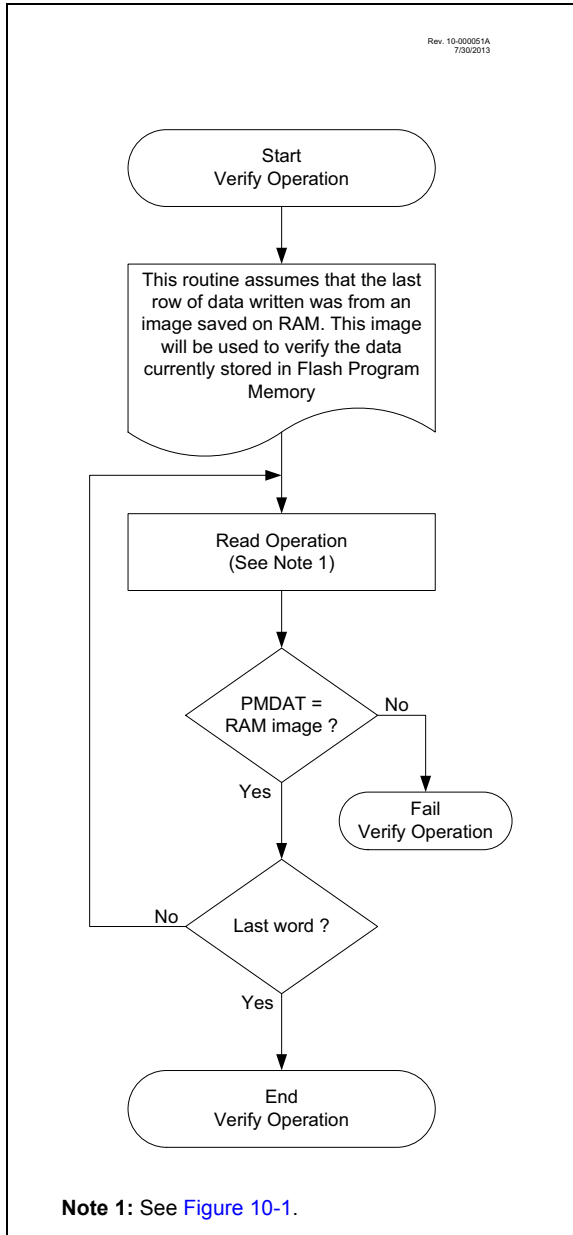 Rev. 10-000051A
7/30/2013
Start
Verify Operation
This routine assumes that the last
row of data written was from an
image saved on RAM. This image
will be used to verify the data
currently stored in Flash Program
Memory
Read Operation
(See Note 1)
PMDAT =
RAM image ?
No
Yes
Fail
Verify Operation
Last word ?
No
Yes
End
Verify Operation
Note 1: See Figure 10-1.